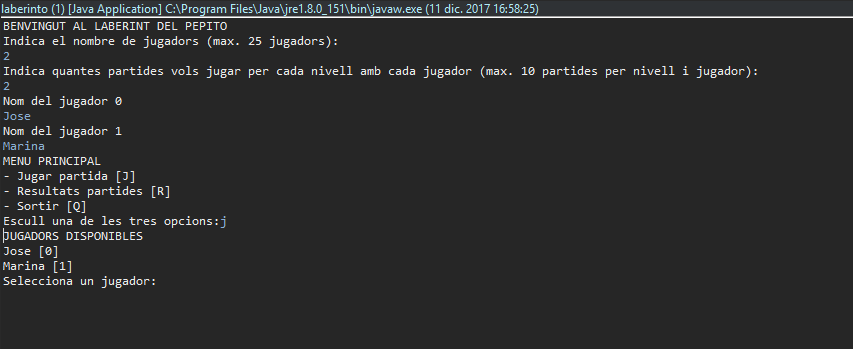 laberinto (1) [Java Application] C:\Program Files\Java\jre1.8.0_151\bin\javaw.exe (11 dic. 2017 16:58:25)
BENVINGUT AL LABERINT DEL PEPITO
Indica el nombre de jugadors (max. 25 jugadors):
2
Indica quantes partides vols jugar per cada nivell amb cada jugador (max. 10 partides per nivell i jugador):
2
Nom del jugador 0
Jose
Nom del jugador 1
Marina
MENU PRINCIPAL
- Jugar partida [J]
- Resultats partides [R]
- Sortir [Q]
Escull una de les tres opcions:j
JUGADORS DISPONIBLES
Jose [0]
Marina [1]
Selecciona un jugador: